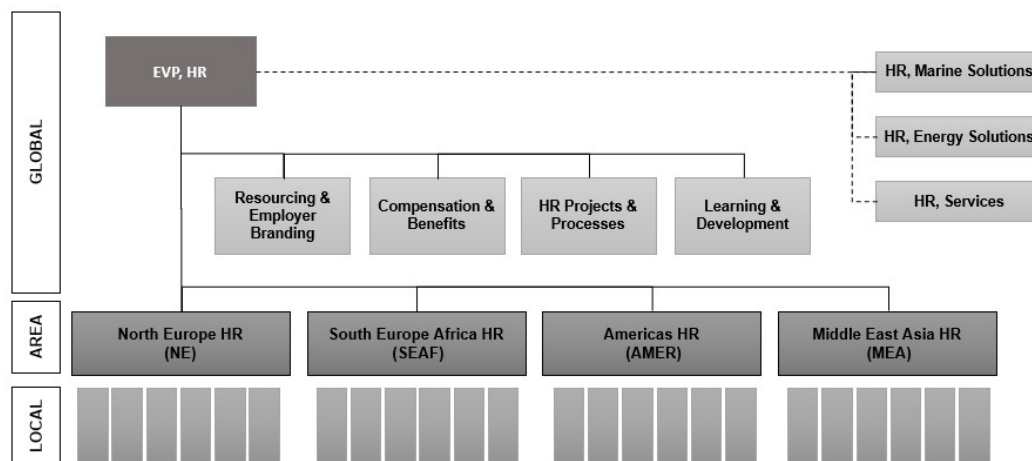 GLOBAL
EVP, HR
HR, Marine Solutions
HR, Energy Solutions
HR, Services
Resourcing &
Employer
Branding
Compensation &
Benefits
HR Projects &
Processes
Learning &
Development
AREA
North Europe HR
(NE)
South Europe Africa HR
(SEAF)
Americas HR
(AMER)
Middle East Asia HR
(MEA)
LOCAL